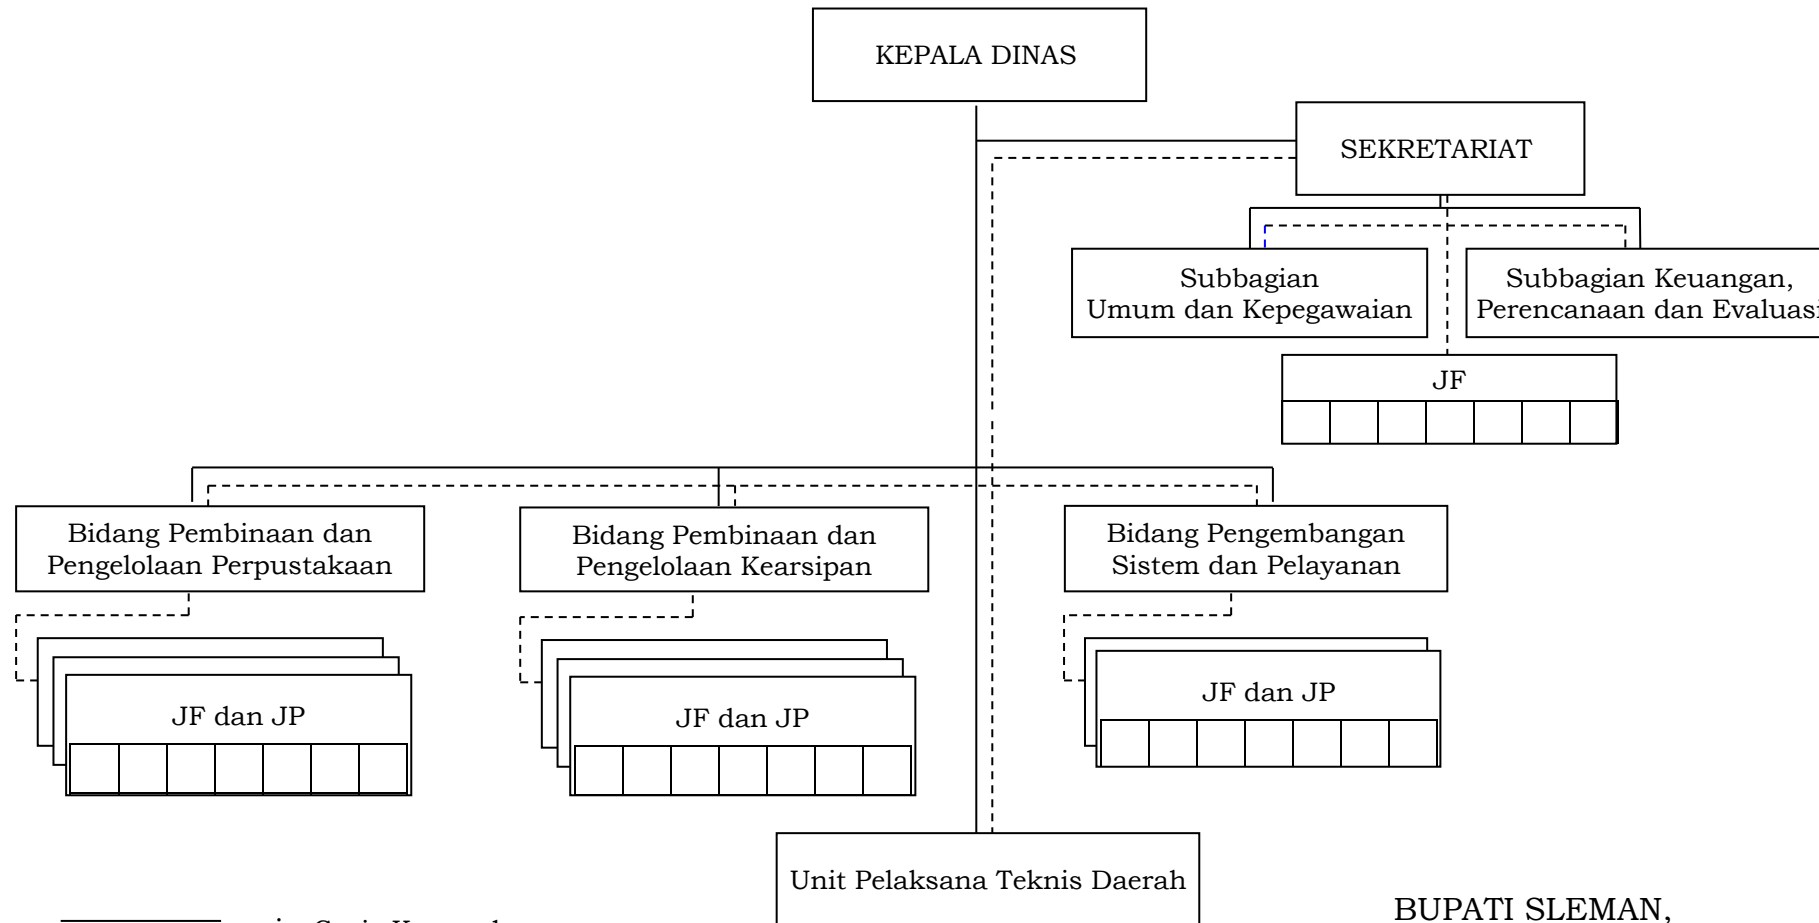 KEPALA DINAS
SEKRETARIAT
Subbagian
Umum dan Kepegawaian
Subbagian Keuangan,
Perencanaan dan Evaluasi
JF
Bidang Pembinaan dan
Pengelolaan Perpustakaan
Bidang Pembinaan dan
Pengelolaan Kearsipan
Bidang Pengembangan
Sistem dan Pelayanan
JF dan JP
JF dan JP
JF dan JP
Unit Pelaksana Teknis Daerah
BUPATI SLEMAN,